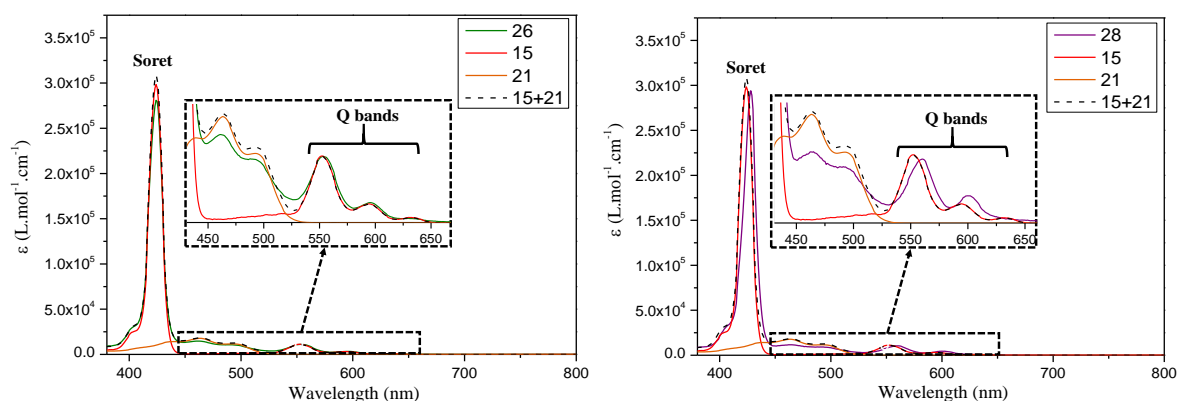 3.5x10⁵
3.0x10⁵
2.5x10⁵
2.0x10⁵
1.5x10⁵
1.0x10⁵
5.0x10⁴
0.0
ε (L.mol⁻¹.cm⁻¹)
Soret
26
15
21
15+21
Q bands
450 500 550 600 650
400 500 600 700 800
Wavelength (nm)
3.5x10⁵
3.0x10⁵
2.5x10⁵
2.0x10⁵
1.5x10⁵
1.0x10⁵
5.0x10⁴
0.0
ε (L.mol⁻¹.cm⁻¹)
Soret
28
15
21
15+21
Q bands
450 500 550 600 650
400 500 600 700 800
Wavelength (nm)